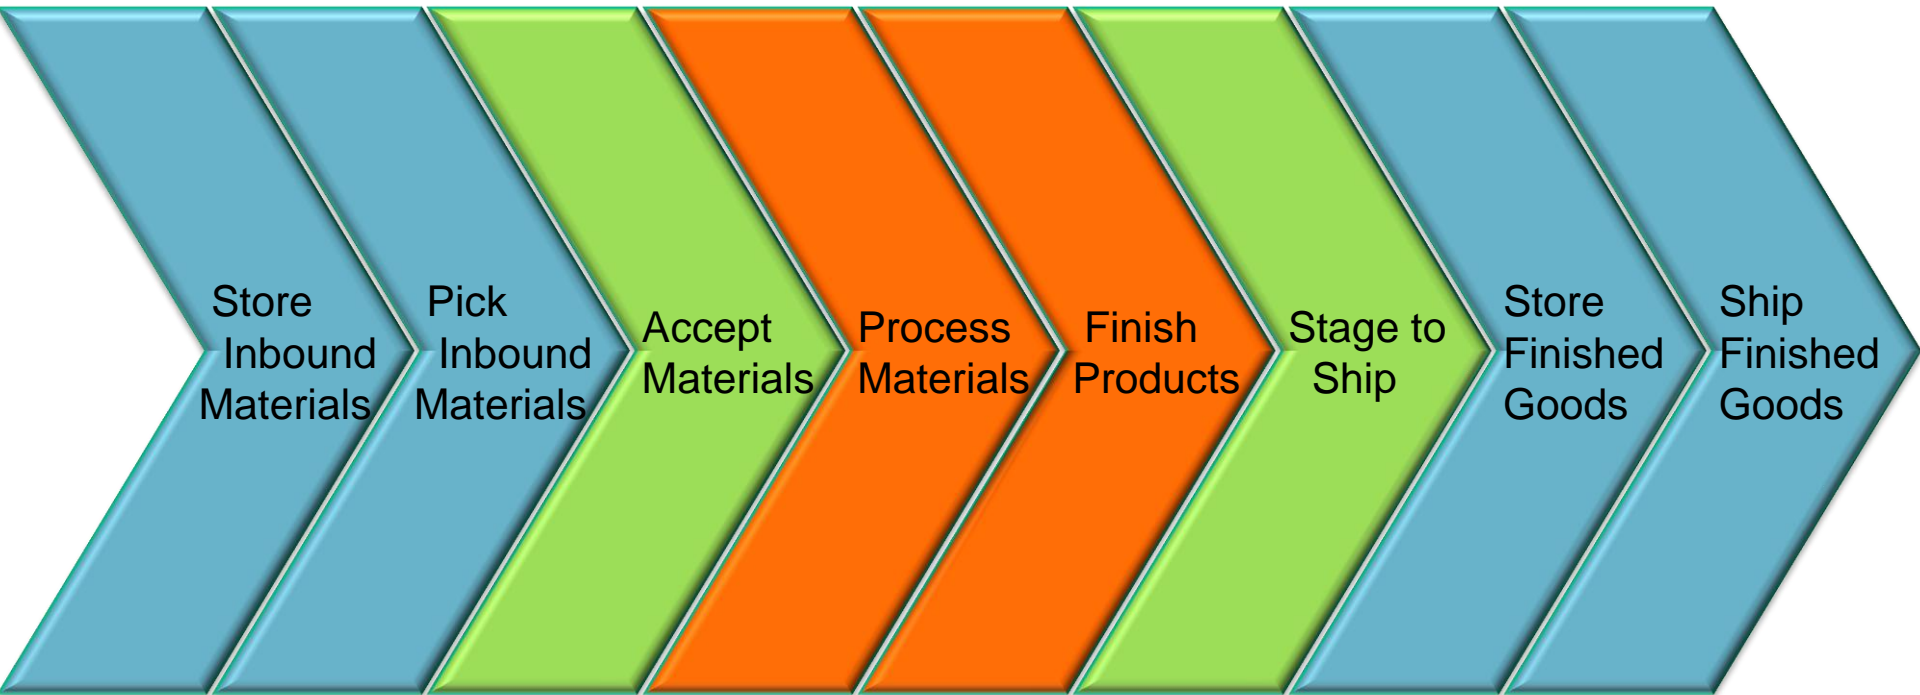 Store
Inbound
Materials
Pick
Inbound
Materials
Accept
Materials
Process
Materials
Finish
Products
Stage to
Ship
Store
Finished
Goods
Ship
Finished
Goods